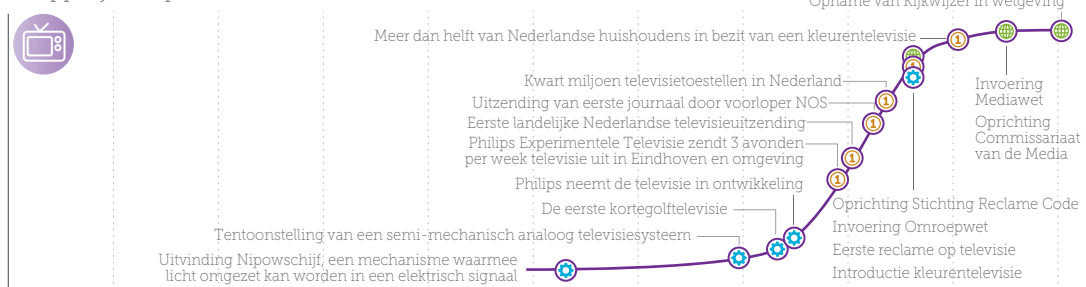 Opname van Rijkwijzer in wetgeving
Meer dan helft van Nederlandse huishoudens in bezit van een kleurentelevisie
Kwart miljoen televisietoestellen in Nederland
Uitzending van eerste journaal door voorloper NOS
Eerste landelijke Nederlandse televisieuitzending
Philips Experimentele Televisie zendt 3 avonden
per week televisie uit in Eindhoven en omgeving
Philips neemt de televisie in ontwikkeling
De eerste kortegolftelevisie
Tentoonstelling van een semi-mechanisch analoog televisiesysteem
Uitvinding Nipowschijf, een mechanisme waarmee
licht omgezet kan worden in een elektrisch signaal
Invoering
Mediawet
Oprichting
Commissariaat
van de Media
Oprichting Stichting Reclame Code
Invoering Omroepwet
Eerste reclame op televisie
Introductie kleurentelevisie